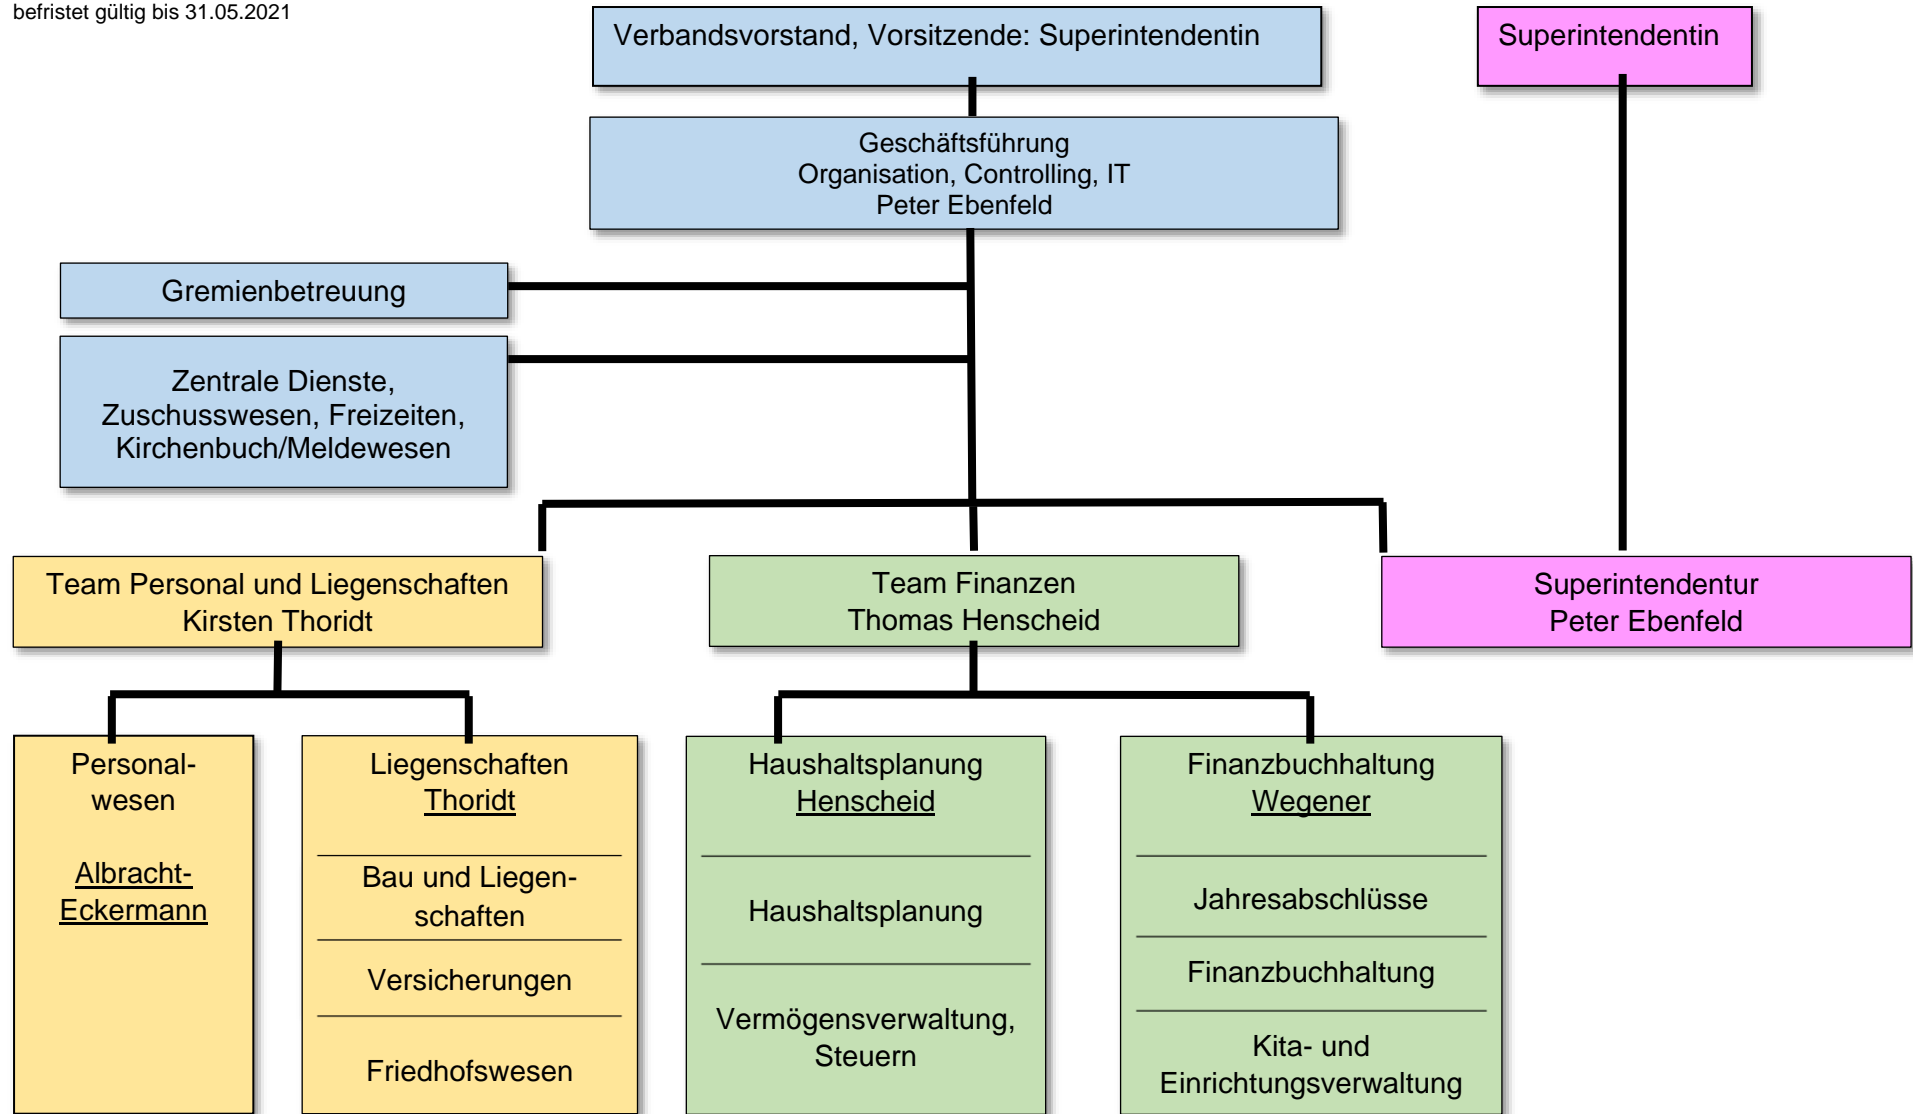 befristet gültig bis 31.05.2021
Verbandsvorstand, Vorsitzende: Superintendentin
Superintendentin
Geschäftsführung
Organisation, Controlling, IT
Peter Ebenfeld
Gremienbetreuung
Zentrale Dienste,
Zuschusswesen, Freizeiten,
Kirchenbuch/Meldewesen
Team Personal und Liegenschaften
Kirsten Thoridt
Team Finanzen
Thomas Henscheid
Superintendentur
Peter Ebenfeld
Personal-
wesen
Albracht-
Eckermann
Liegenschaften
Thoridt
Bau und Liegen-
schaften
Versicherungen
Friedhofswesen
Haushaltsplanung
Henscheid
Haushaltsplanung
Vermögensverwaltung,
Steuern
Finanzbuchhaltung
Wegener
Jahresabschlüsse
Finanzbuchhaltung
Kita- und
Einrichtungsverwaltung